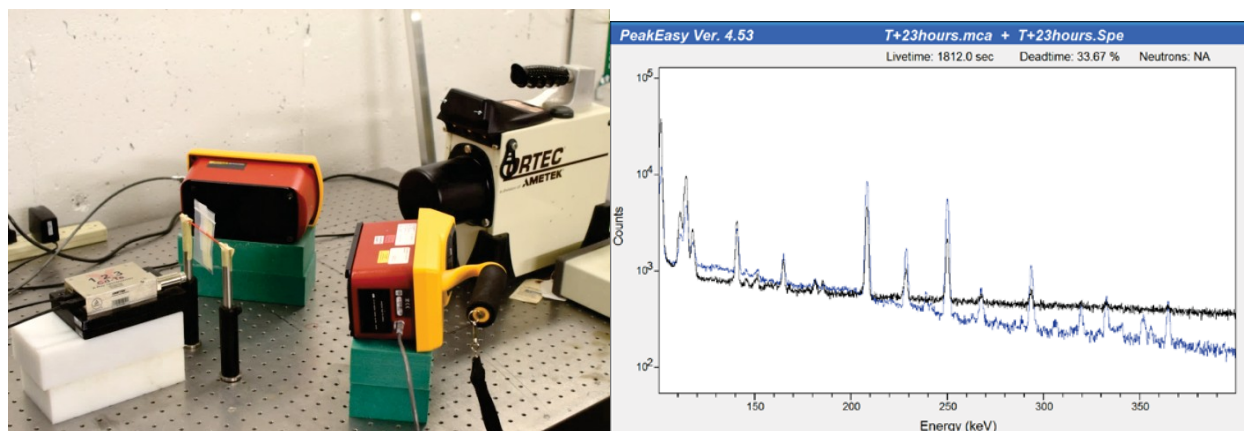 ORTEC
AMETEK
123
PeakEasy Ver. 4.53
T+23hours.mca + T+23hours.Spe
Livetime: 1812.0 sec Deadtime: 33.67 % Neutrons: NA
10⁵
10⁴
10³
10²
Counts
150 200 250 300 350
Energy (keV)